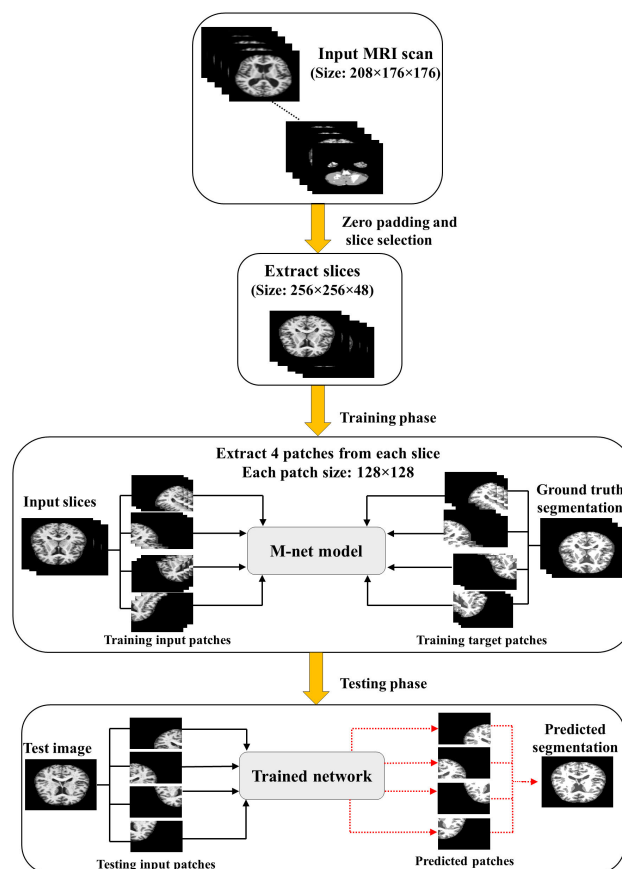 Input MRI scan
(Size: 208×176×176)
Zero padding and
slice selection
Extract slices
(Size: 256×256×48)
Training phase
Extract 4 patches from each slice
Each patch size: 128×128
Input slices
Ground truth
segmentation
M-net model
Training input patches
Training target patches
Testing phase
Test image
Predicted
segmentation
Trained network
Testing input patches
Predicted patches